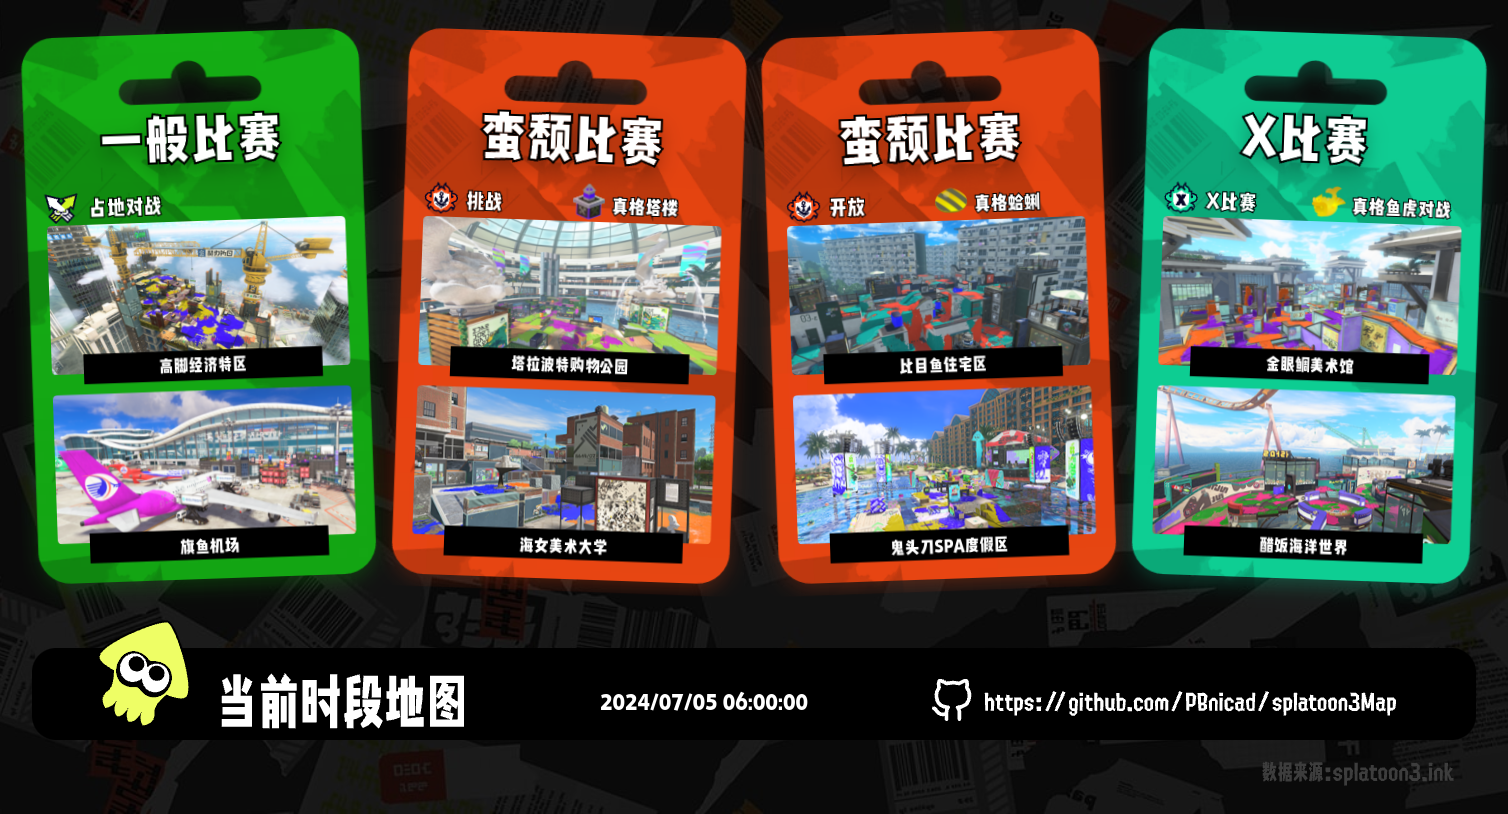 一般比赛
占地对战
高脚经济特区
旗鱼机场
蛮颓比赛
挑战
真格塔楼
塔拉波特购物公园
海女美术大学
蛮颓比赛
开放
真格蛤蜊
比目鱼住宅区
鬼头刀SPA度假区
X比赛
X比赛
真格鱼虎对战
金眼鲷美术馆
醋饭海洋世界
当前时段地图
2024/07/05 06:00:00
https://github.com/PBnicad/splatoon3Map
数据来源:splatoon3.ink